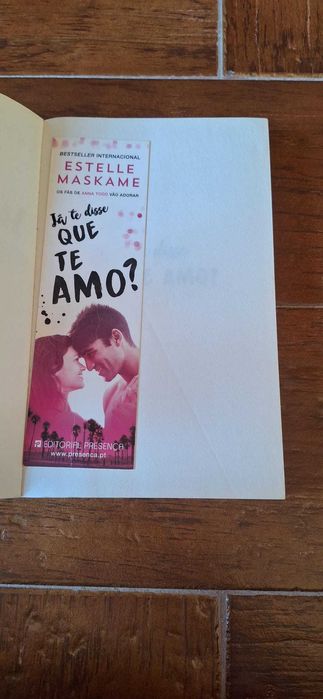 BESTSELLER INTERNACIONAL
ESTELLE
MASKAME
OS FÃS DE ANNA TODD VÃO ADORAR
Já te disse
QUE
TE
AMO?
EDITORIAL PRESENÇA
www.presenca.pt